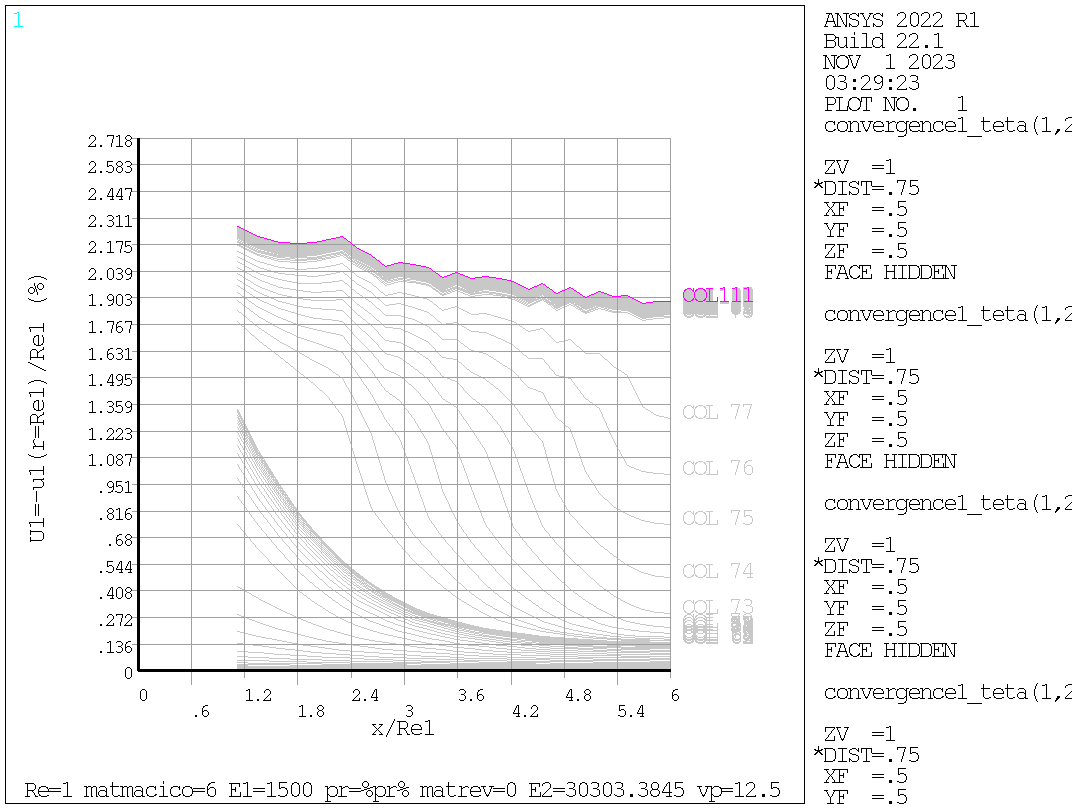 1
ANSYS 2022 R1
Build 22.1
NOV 1 2023
03:29:23
PLOT NO. 1
convergence1_teta(1,2
ZV =1
*DIST=.75
XF =.5
YF =.5
ZF =.5
FACE HIDDEN
convergence1_teta(1,2
ZV =1
*DIST=.75
XF =.5
YF =.5
ZF =.5
FACE HIDDEN
convergence1_teta(1,2
ZV =1
*DIST=.75
XF =.5
YF =.5
ZF =.5
FACE HIDDEN
convergence1_teta(1,2
ZV =1
*DIST=.75
XF =.5
YF =.5
U1=-u1(r=Re1)/Re1 (%)
2.718
2.583
2.447
2.311
2.175
2.039
1.903
1.767
1.631
1.495
1.359
1.223
1.087
.951
.816
.68
.544
.408
.272
.136
0
COL111
COL 77
COL 76
COL 75
COL 74
COL 73
0 1.2 2.4 3.6 4.8 6
.6 1.8 3 4.2 5.4
x/Re1
Re=1 matmacico=6 E1=1500 pr=%pr% matrev=0 E2=30303.3845 vp=12.5